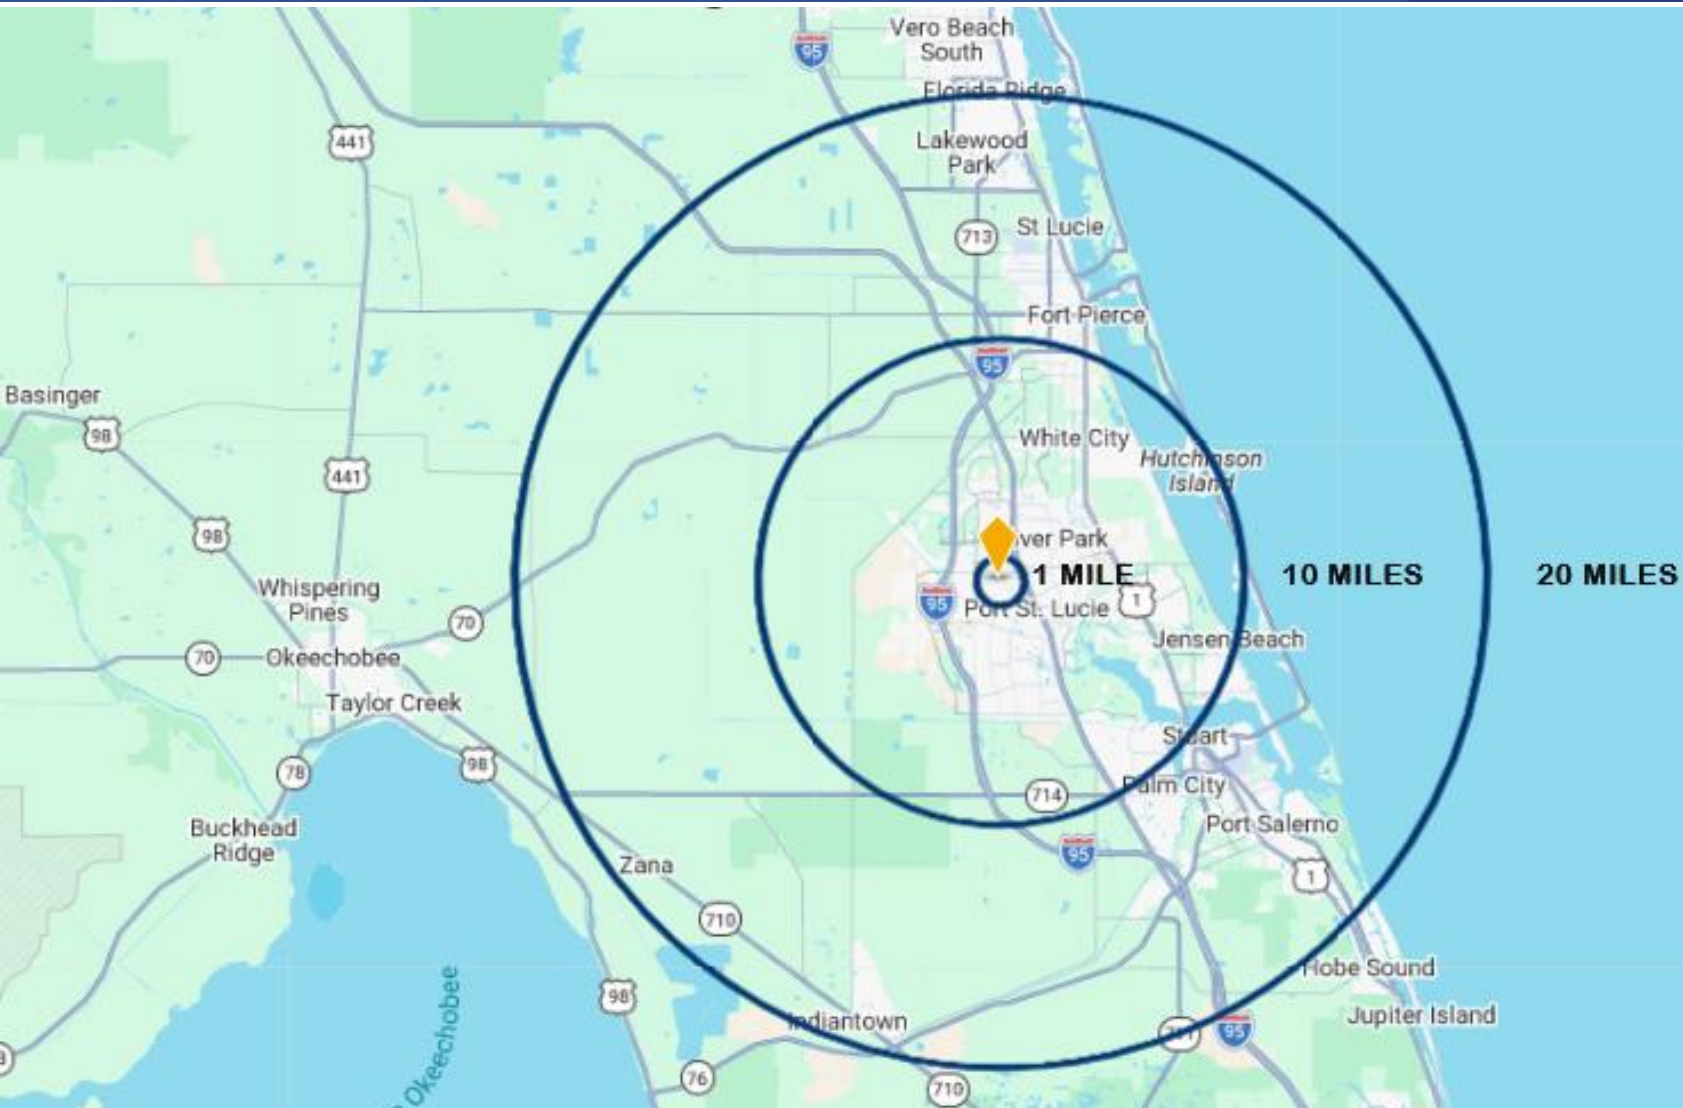 Vero Beach
South
95
Florida Ridge
441
Lakewood
Park
713
St Lucie
Fort Pierce
95
Basinger
98
White City
Hutchinson
Island
441
98
ver Park
1 MILE
10 MILES
20 MILES
Whispering
Pines
95
1
Port St. Lucie
70
Jensen Beach
70
Okeechobee
Taylor Creek
Stuart
98
78
Palm City
714
Port Salerno
Buckhead
Ridge
95
Zana
1
710
Hobe Sound
98
Jupiter Island
Indiantown
95
76
710
Okeechobee